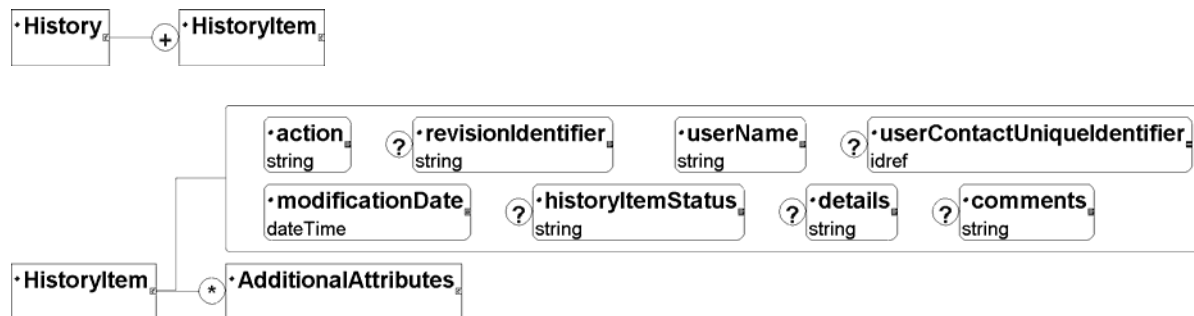 History + HistoryItem
action ? revisionIdentifier userName ? userContactUniqueIdentifier
string string string idref
modificationDate ? historyItemStatus ? details ? comments
dateTime string string string
HistoryItem * AdditionalAttributes